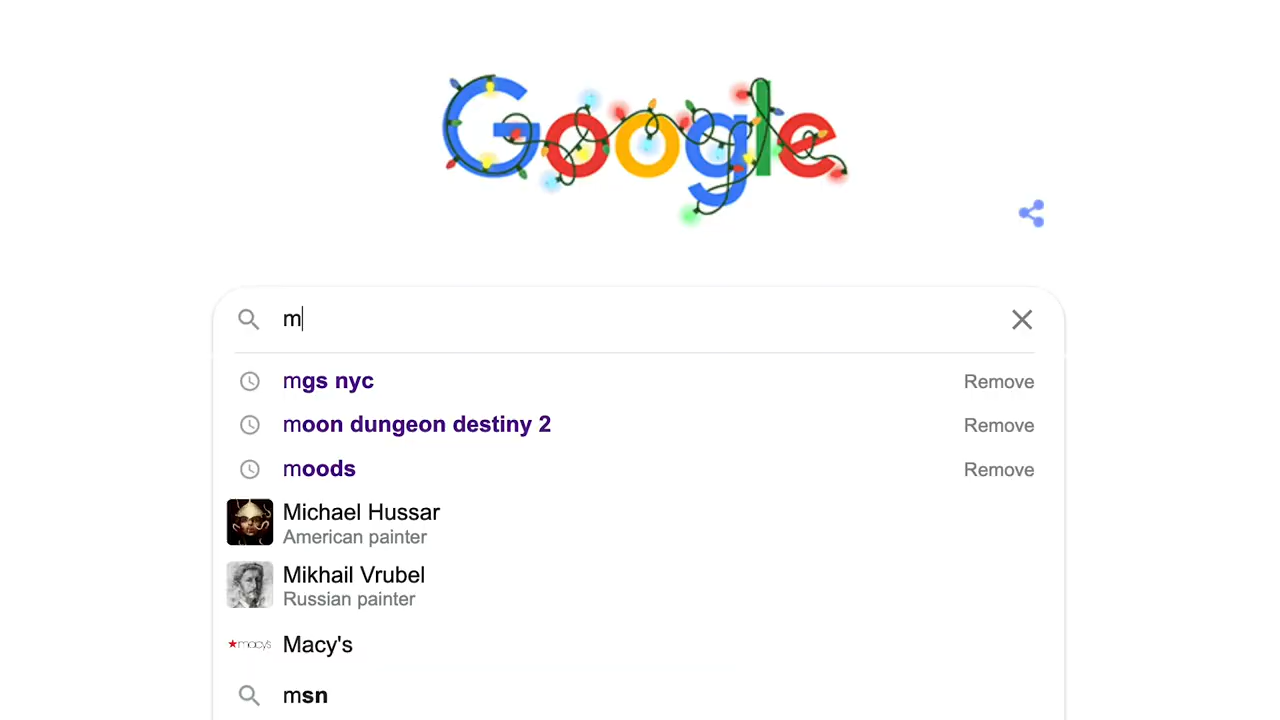 Google
m
mgs nyc Remove
moon dungeon destiny 2 Remove
moods Remove
Michael Hussar
American painter
Mikhail Vrubel
Russian painter
★macy's Macy's
msn